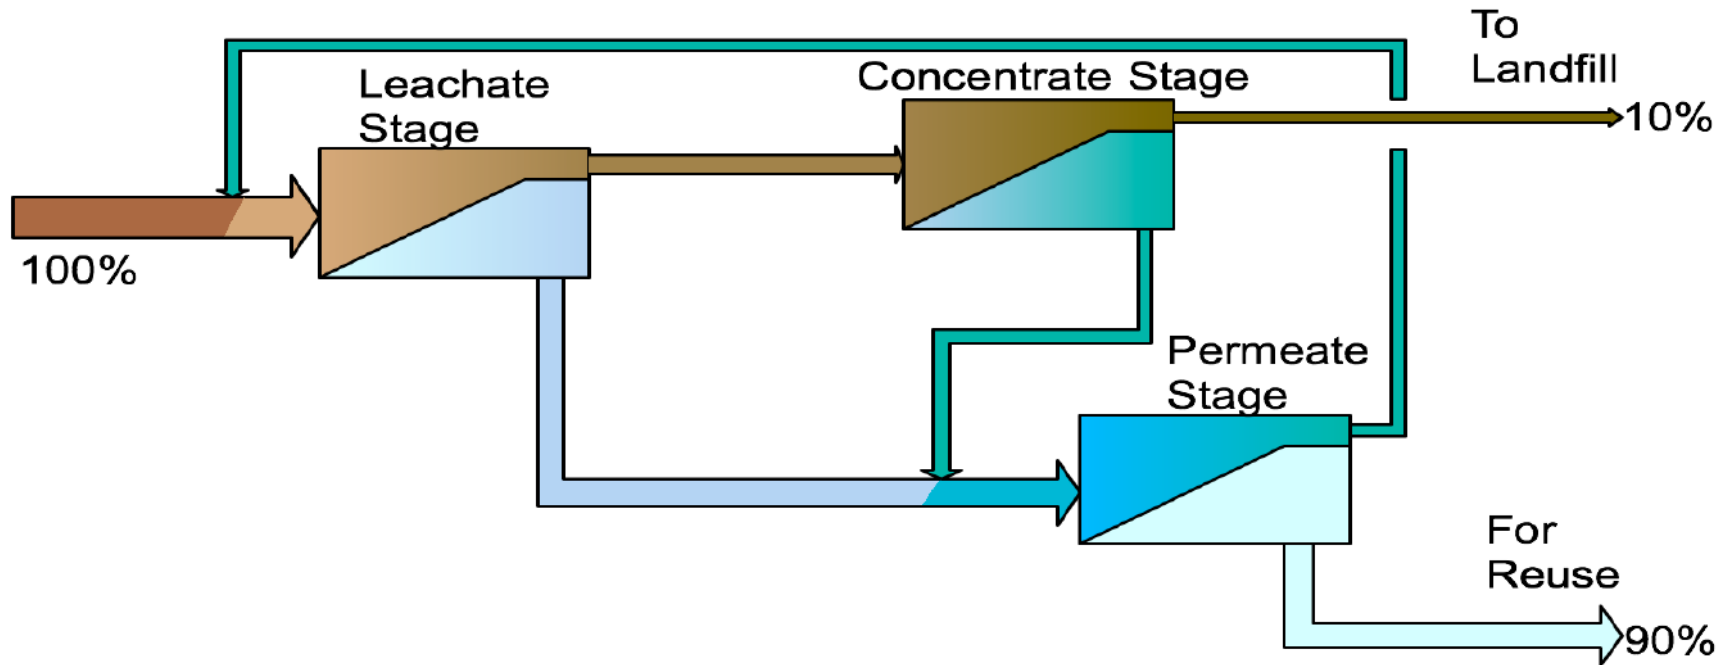 To
Landfill
Concentrate Stage
Leachate
Stage
10%
100%
Permeate
Stage
For
Reuse
90%